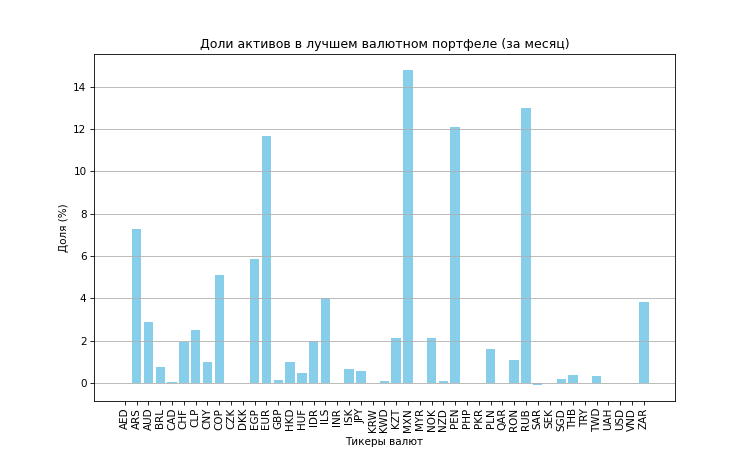 Доли активов в лучшем валютном портфеле (за месяц)
Доля (%)
14
12
10
8
6
4
2
0
AED ARS AUD BRL CAD CHF CLP CNY COP CZK DKK EGP EUR GBP HKD HUF IDR ILS INR ISK JPY KRW KWD KZT MXN MYR NOK NZD PEN PHP PKR PLN QAR RON RUB SAR SEK SGD THB TRY TWD UAH USD VND ZAR
Тикеры валют